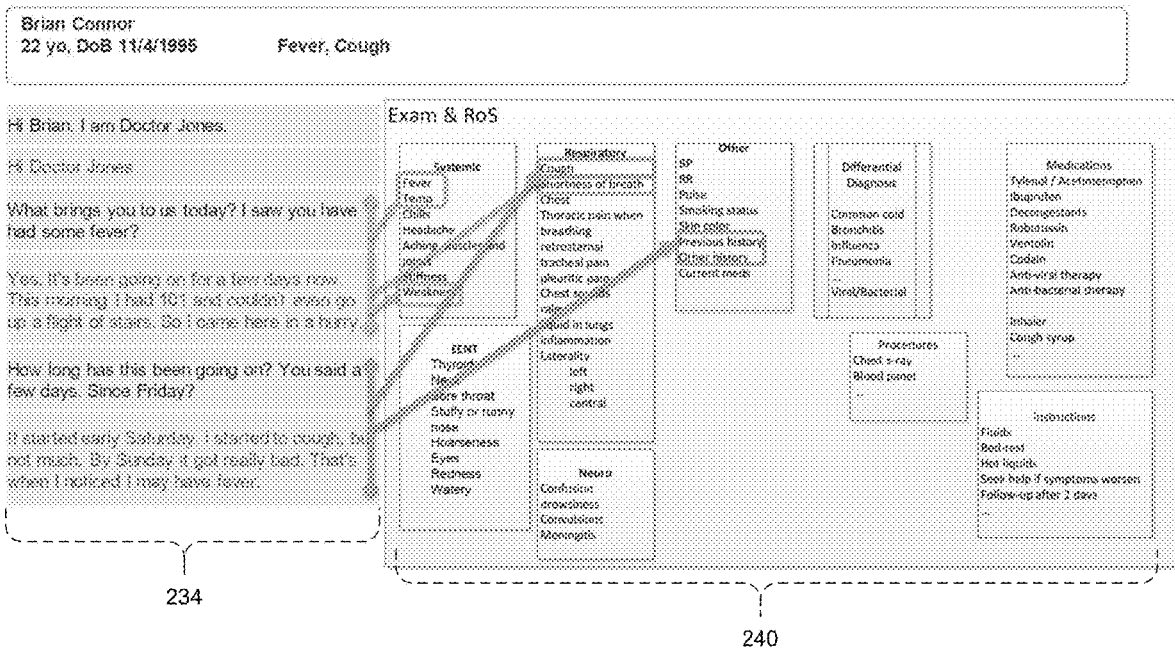 Brian Connor
22 yo, DoB 11/4/1995 Fever, Cough
Hi Brian. I am Doctor Jones.
Hi Doctor Jones
What brings you to us today? I saw you have
had some fever?
Yes. It's been going on for a few days now.
This morning I had 101 and couldn't even go
up a flight of stairs. So I came here in a hurry.
How long has this been going on? You said a
few days. Since Friday?
It started early Saturday. I started to cough, but
not much. By Sunday it got really bad. That's
when I noticed I may have fever.
234
Exam & RoS
Systemic
Fever
Temp
Chills
Headache
Aching muscles and
joints
Stiffness
Weakness
EENT
Thyroid
Sore throat
Stuffy or runny
nose
Hoarseness
Eyes
Redness
Watery
Respiratory
Cough
Shortness of breath
Chest
Thoracic pain when
breathing
retrosternal
tracheal pain
pleuritic pain
Chest sounds
liquid in lungs
inflammation
Laterality
left
right
central
Neuro
Confusion
drowsiness
Convulsions
Meningitis
Other
BP
RR
Pulse
Smoking status
Skin color
Previous history
Other history
Current meds
Differential
Diagnosis
Common cold
Bronchitis
Influenza
Pneumonia
...
Viral/Bacterial
Procedures
Chest x-ray
Blood panel
...
Medications
Tylenol / Acetominophen
Ibuprofen
Decongestants
Robitussin
Ventolin
Codein
Anti-viral therapy
Anti-bacterial therapy
Inhaler
Cough syrup
...
Instructions
Fluids
Bed-rest
Hot liquids
Seek help if symptoms worsen
Follow-up after 2 days
...
240